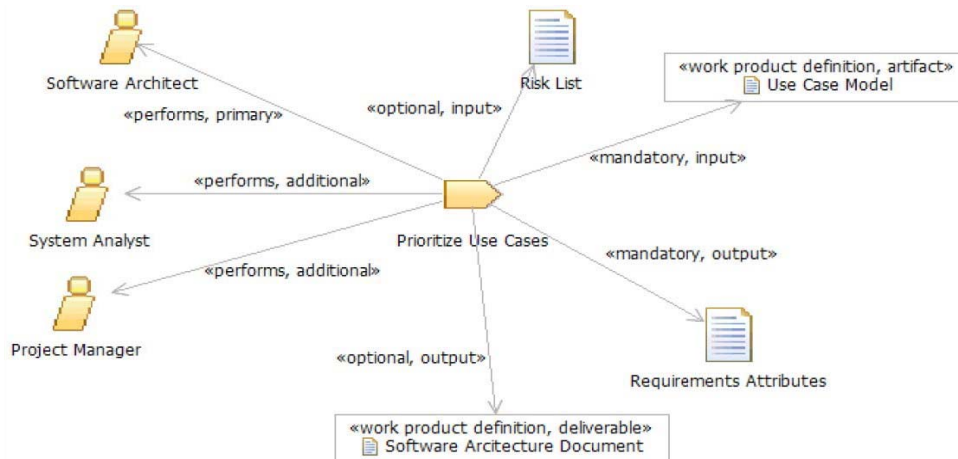 Software Architect
Risk List
«work product definition, artifact»
Use Case Model
«optional, input»
«performs, primary»
«mandatory, input»
«performs, additional»
System Analyst
Prioritize Use Cases
«mandatory, output»
«performs, additional»
Project Manager
«optional, output»
Requirements Attributes
«work product definition, deliverable»
Software Arcitecture Document